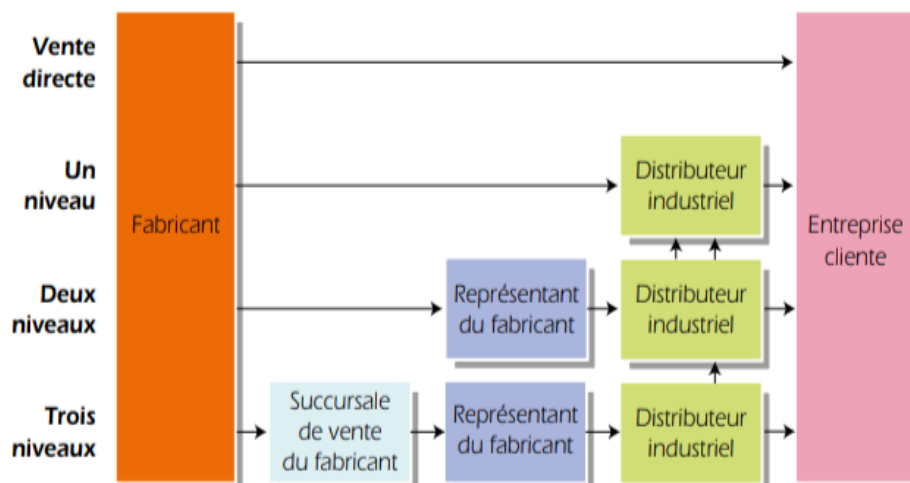 Vente
directe
Un
niveau
Distributeur
industriel
Fabricant
Entreprise
cliente
Deux
niveaux
Représentant
du fabricant
Distributeur
industriel
Trois
niveaux
Succursale
de vente
du fabricant
Représentant
du fabricant
Distributeur
industriel